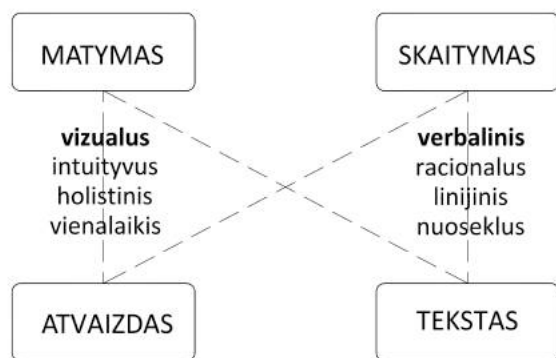 MATYMAS
SKAITYMAS
vizualus
intuityvus
holistinis
vienalaikis
verbalinis
racionalus
linijinis
nuoseklus
ATVAIZDAS
TEKSTAS